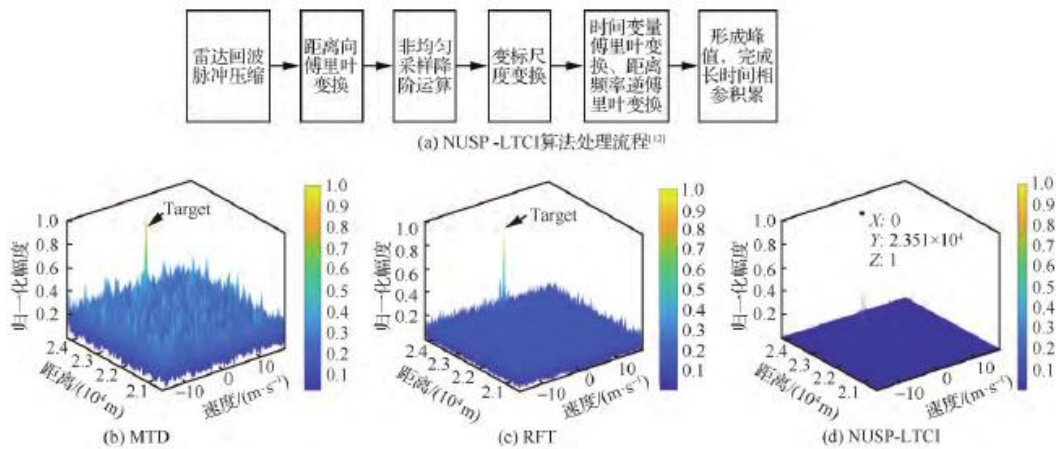 雷达回波
脉冲压缩
距离向
傅里叶
变换
非均匀
采样降
阶运算
变标尺
度变换
时间变量
傅里叶变
换、距离
频率逆傅
里叶变换
形成峰
值,完成
长时间相
参积累
(a) NUSP -LTCI算法处理流程[12]
Target
1.0
0.8
0.6
0.4
0.2
归一化幅度
2.4
2.3
2.2
2.1
距离/(10⁴ m)
-10
0
10
速度/(m·s⁻¹)
1.0
0.9
0.8
0.7
0.6
0.5
0.4
0.3
0.2
0.1
(b) MTD
Target
1.0
0.8
0.6
0.4
0.2
归一化幅度
2.4
2.3
2.2
2.1
距离/(10⁴ m)
-10
0
10
速度/(m·s⁻¹)
1.0
0.9
0.8
0.7
0.6
0.5
0.4
0.3
0.2
0.1
(c) RFT
X: 0
Y: 2.351×10⁴
Z: 1
1.0
0.8
0.6
0.4
0.2
归一化幅度
2.4
2.3
2.2
2.1
距离/(10⁴ m)
-10
0
10
速度/(m·s⁻¹)
1.0
0.9
0.8
0.7
0.6
0.5
0.4
0.3
0.2
0.1
(d) NUSP-LTCI